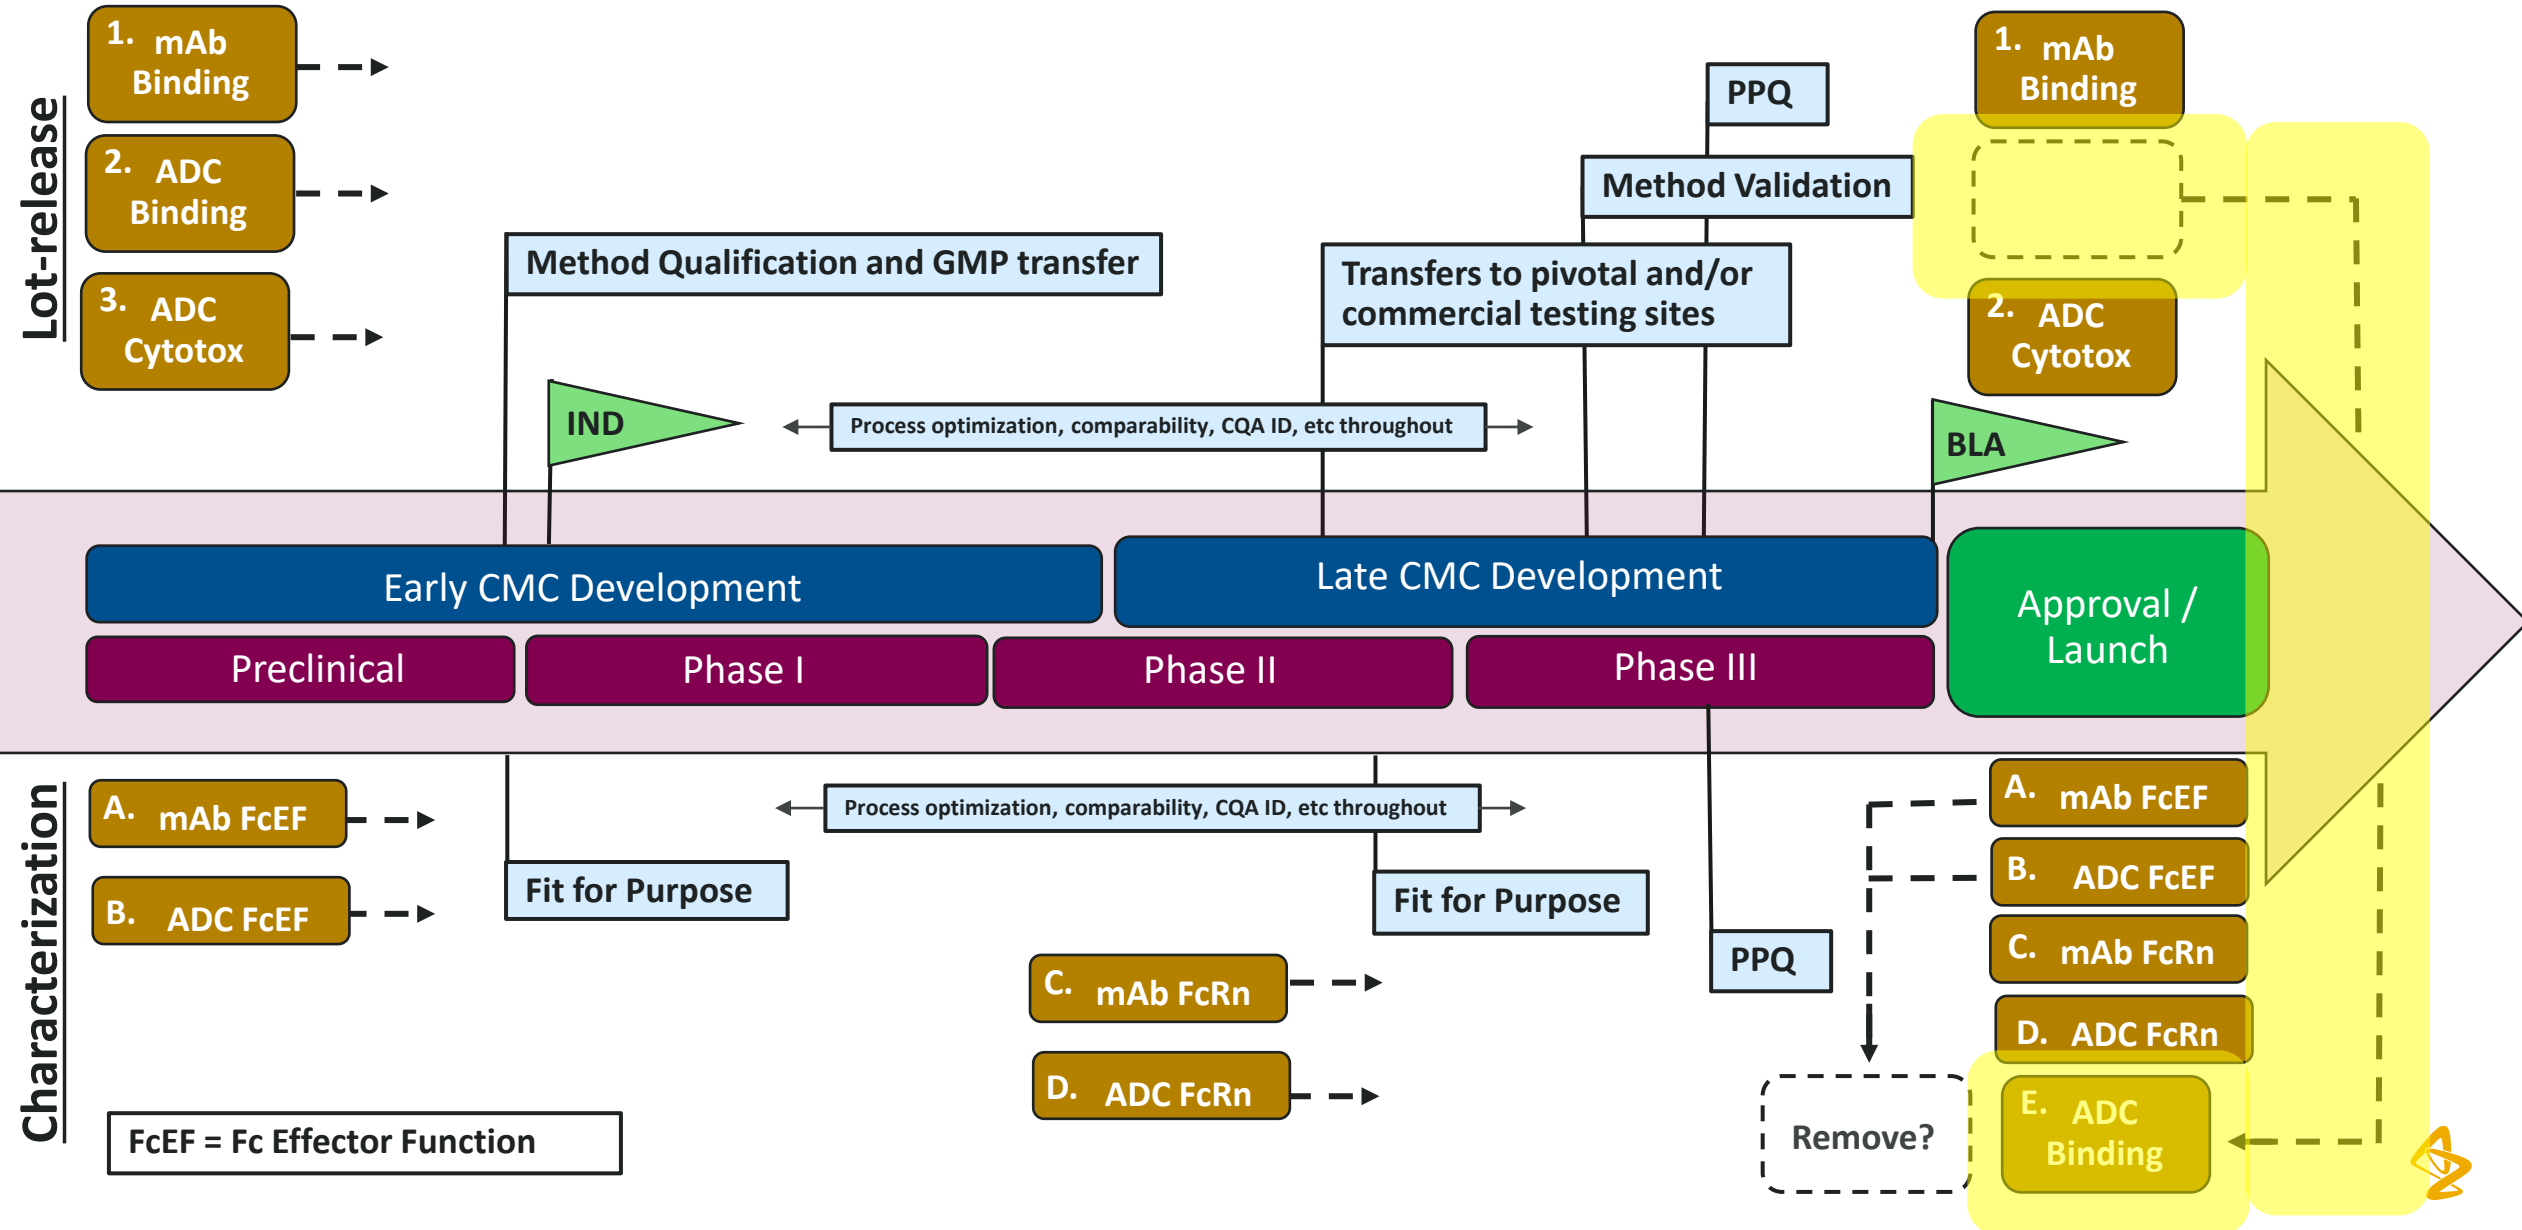 Lot-release
1. mAb
Binding
2. ADC
Binding
3. ADC
Cytotox
Method Qualification and GMP transfer
IND
Process optimization, comparability, CQA ID, etc throughout
PPQ
Method Validation
Transfers to pivotal and/or
commercial testing sites
1. mAb
Binding
2. ADC
Cytotox
BLA
Early CMC Development
Late CMC Development
Approval /
Launch
Preclinical
Phase I
Phase II
Phase III
Characterization
A. mAb FcEF
B. ADC FcEF
Process optimization, comparability, CQA ID, etc throughout
Fit for Purpose
Fit for Purpose
C. mAb FcRn
D. ADC FcRn
PPQ
A. mAb FcEF
B. ADC FcEF
C. mAb FcRn
D. ADC FcRn
E. ADC
Binding
Remove?
FcEF = Fc Effector Function